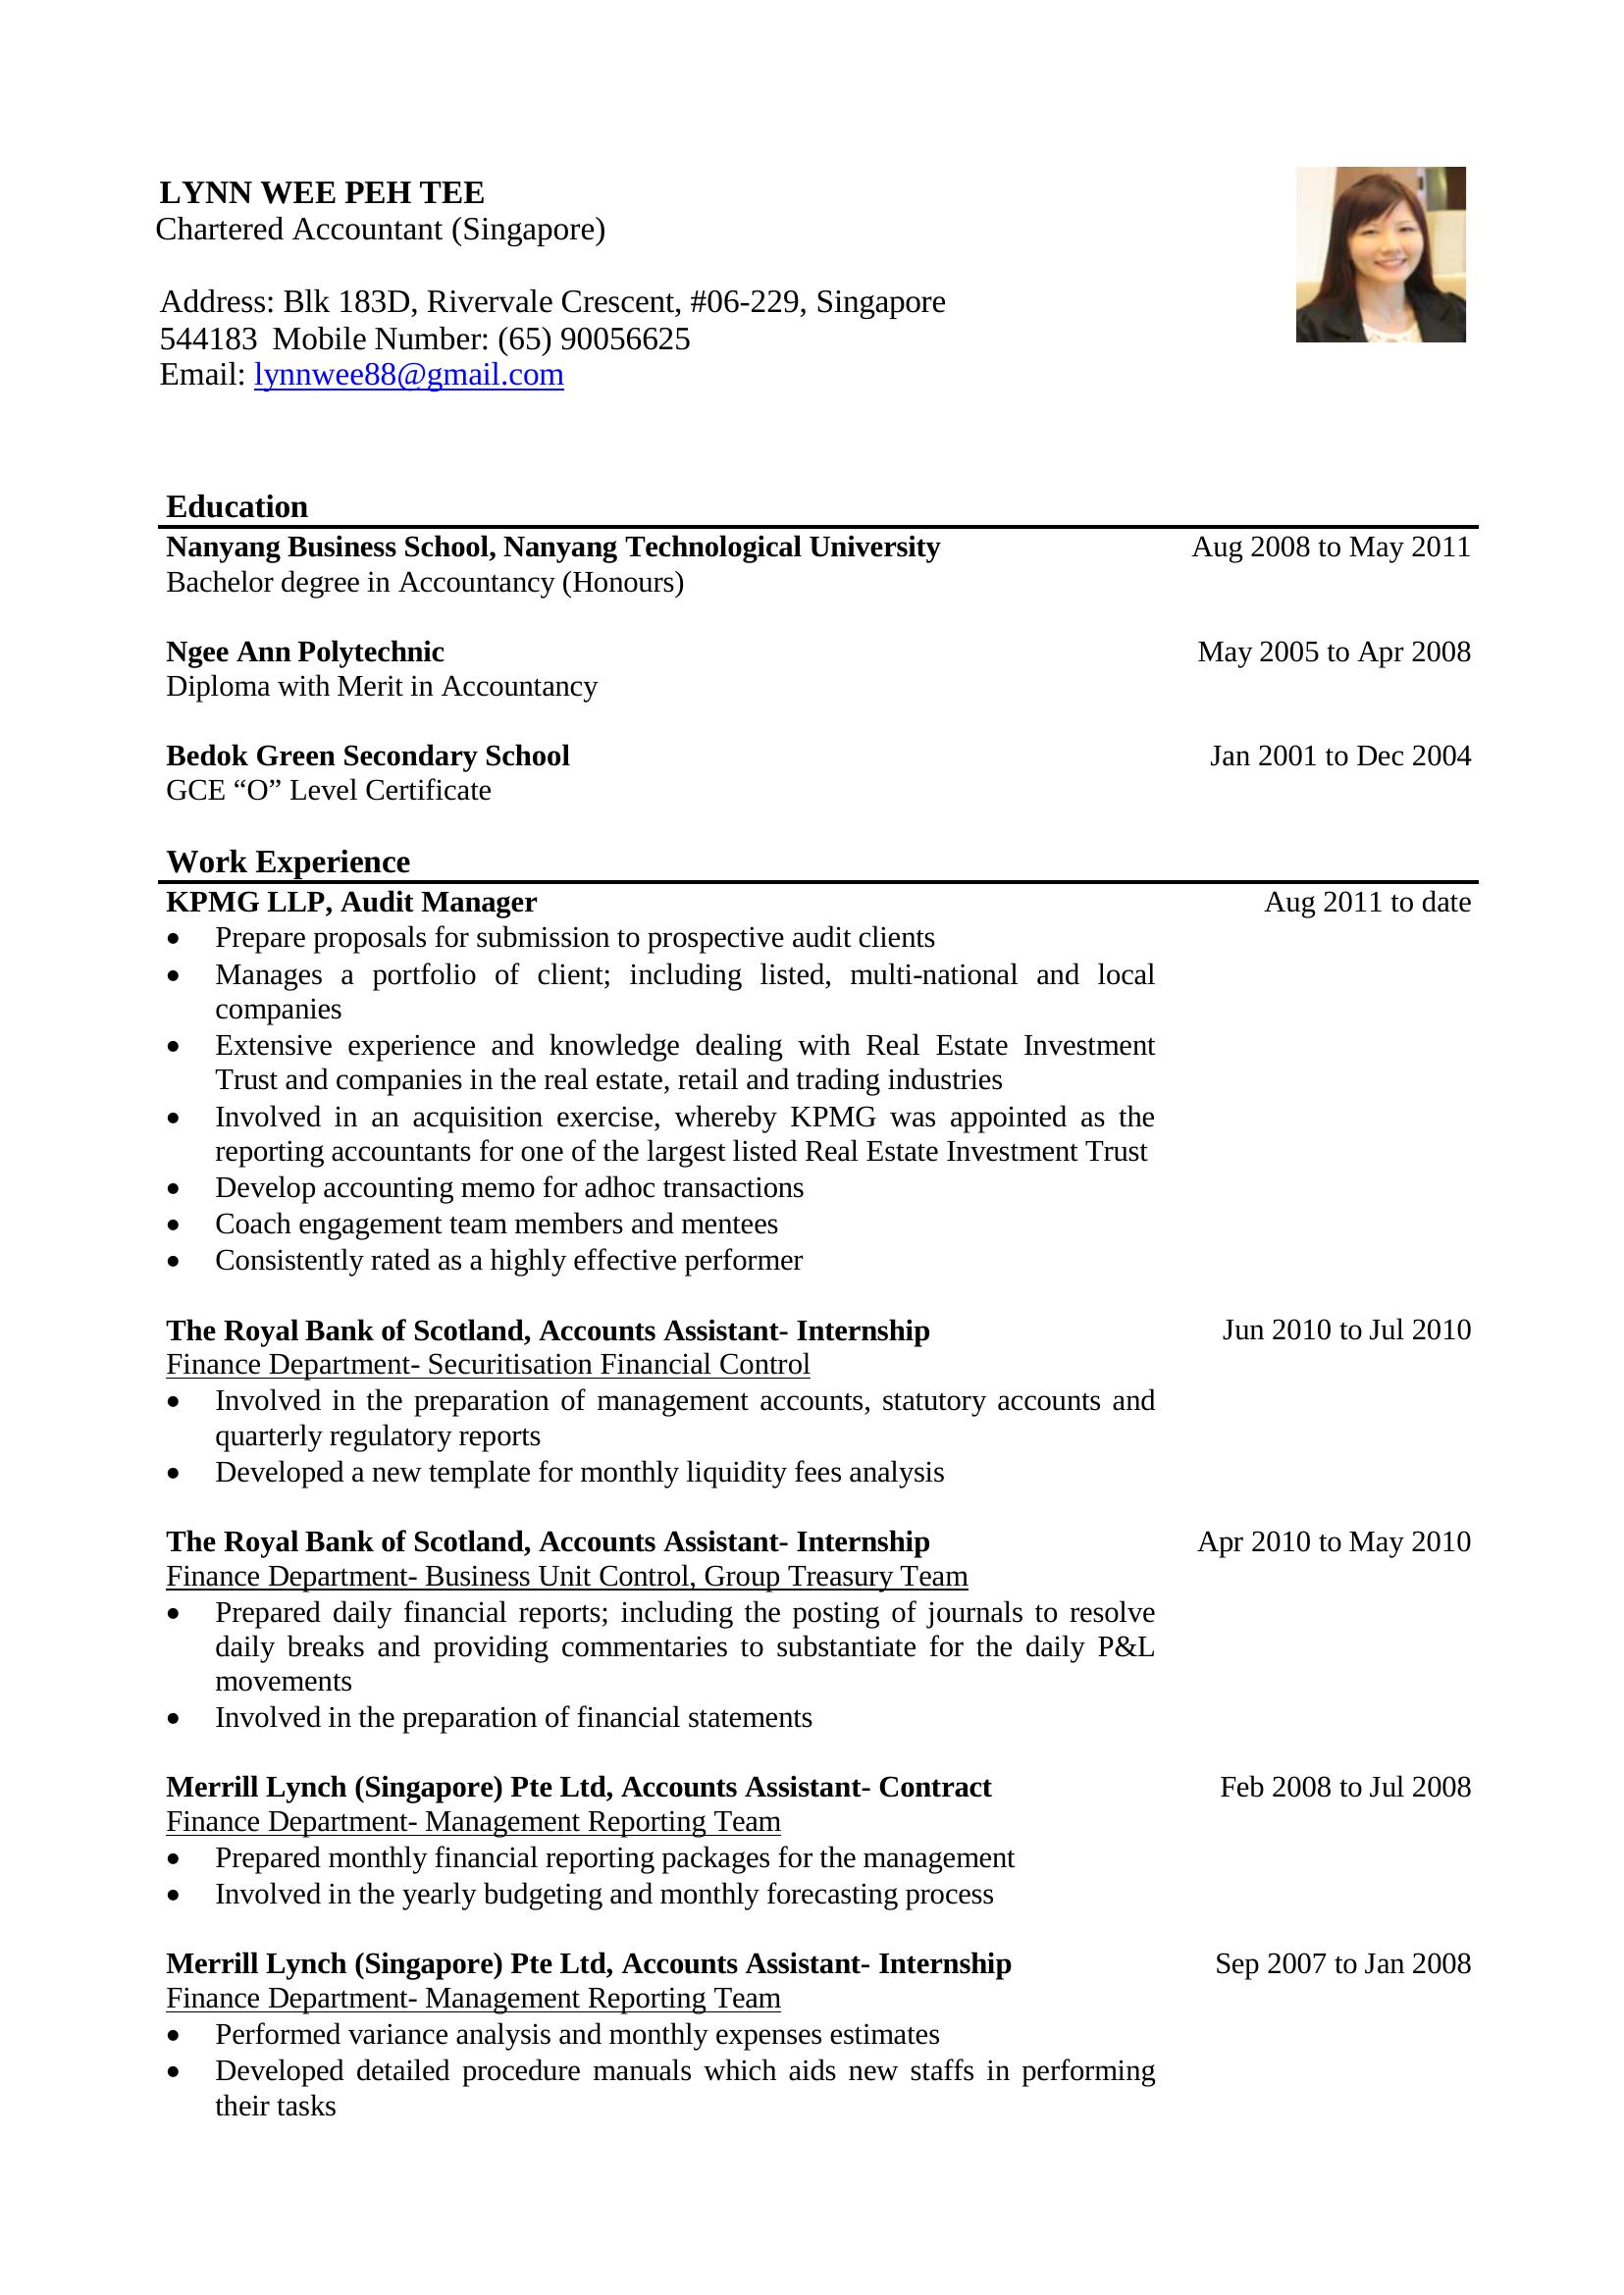 LYNN WEE PEH TEE
Chartered Accountant (Singapore)
Address: Blk 183D, Rivervale Crescent, #06-229, Singapore
544183 Mobile Number: (65) 90056625
Email: lynnwee88@gmail.com
Education
Nanyang Business School, Nanyang Technological University Aug 2008 to May 2011
Bachelor degree in Accountancy (Honours)
Ngee Ann Polytechnic May 2005 to Apr 2008
Diploma with Merit in Accountancy
Bedok Green Secondary School Jan 2001 to Dec 2004
GCE “O” Level Certificate
Work Experience
KPMG LLP, Audit Manager Aug 2011 to date
• Prepare proposals for submission to prospective audit clients
• Manages a portfolio of client; including listed, multi-national and local
companies
• Extensive experience and knowledge dealing with Real Estate Investment
Trust and companies in the real estate, retail and trading industries
• Involved in an acquisition exercise, whereby KPMG was appointed as the
reporting accountants for one of the largest listed Real Estate Investment Trust
• Develop accounting memo for adhoc transactions
• Coach engagement team members and mentees
• Consistently rated as a highly effective performer
The Royal Bank of Scotland, Accounts Assistant- Internship Jun 2010 to Jul 2010
Finance Department- Securitisation Financial Control
• Involved in the preparation of management accounts, statutory accounts and
quarterly regulatory reports
• Developed a new template for monthly liquidity fees analysis
The Royal Bank of Scotland, Accounts Assistant- Internship Apr 2010 to May 2010
Finance Department- Business Unit Control, Group Treasury Team
• Prepared daily financial reports; including the posting of journals to resolve
daily breaks and providing commentaries to substantiate for the daily P&L
movements
• Involved in the preparation of financial statements
Merrill Lynch (Singapore) Pte Ltd, Accounts Assistant- Contract Feb 2008 to Jul 2008
Finance Department- Management Reporting Team
• Prepared monthly financial reporting packages for the management
• Involved in the yearly budgeting and monthly forecasting process
Merrill Lynch (Singapore) Pte Ltd, Accounts Assistant- Internship Sep 2007 to Jan 2008
Finance Department- Management Reporting Team
• Performed variance analysis and monthly expenses estimates
• Developed detailed procedure manuals which aids new staffs in performing
their tasks